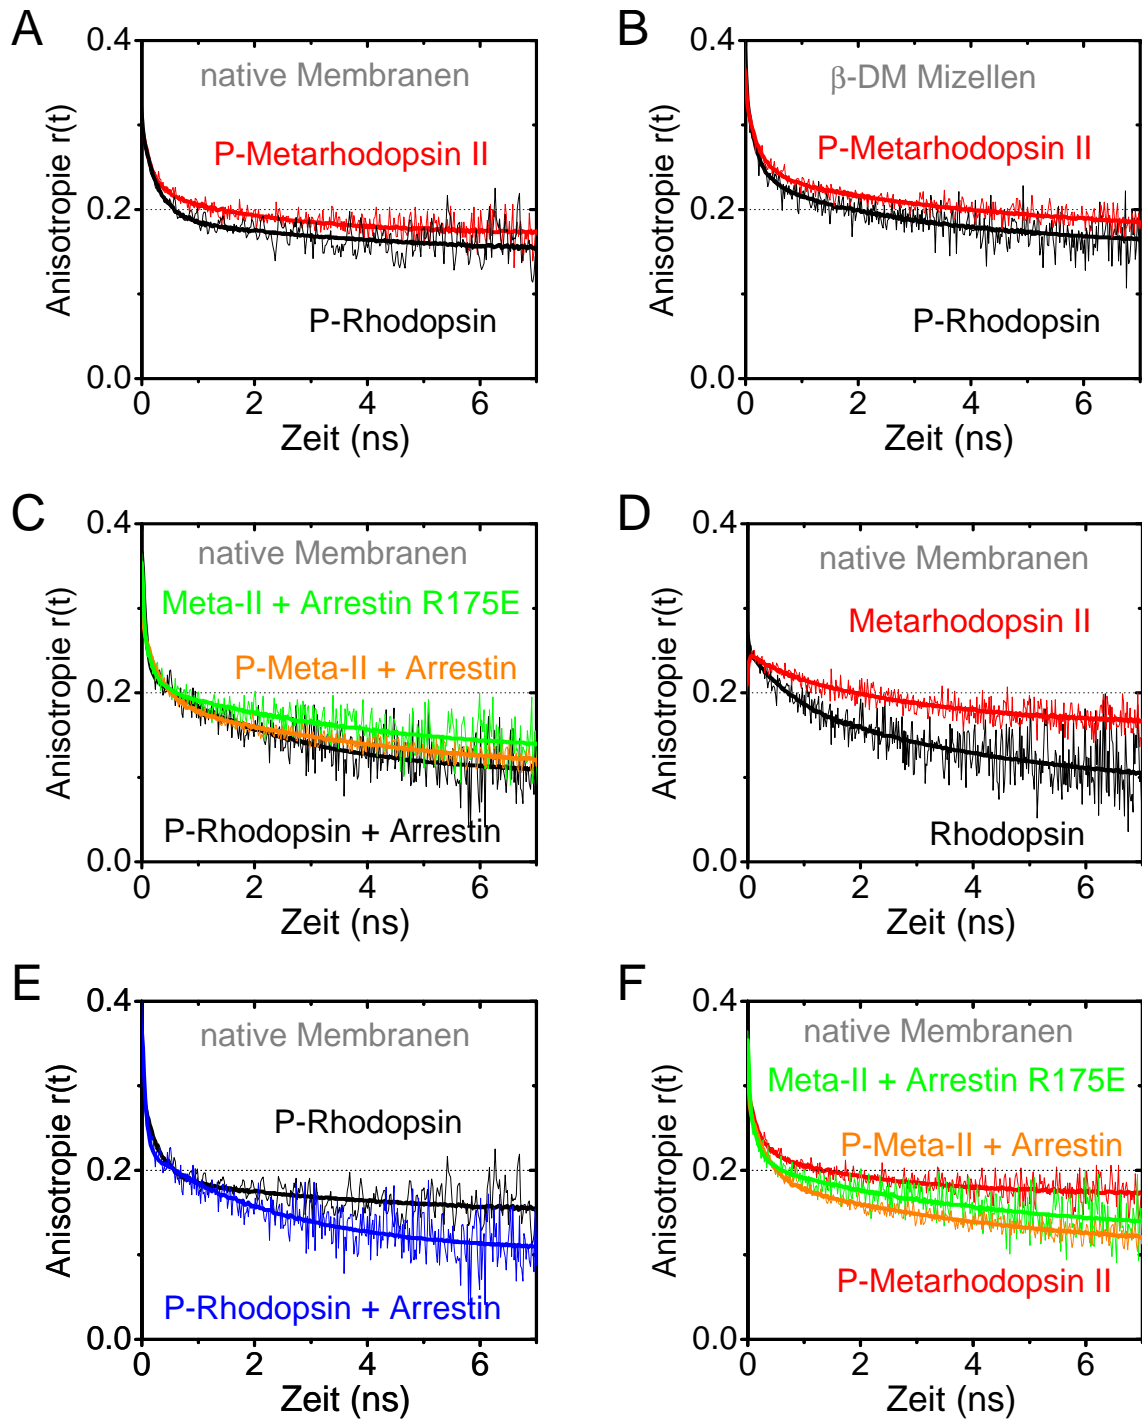 A
0.4
native Membranen
P-Metarhodopsin II
0.2
P-Rhodopsin
0.0
0 2 4 6
Zeit (ns)
Anisotropie r(t)
B
0.4
β-DM Mizellen
P-Metarhodopsin II
0.2
P-Rhodopsin
0.0
0 2 4 6
Zeit (ns)
Anisotropie r(t)
C
0.4
native Membranen
Meta-II + Arrestin R175E
P-Meta-II + Arrestin
0.2
P-Rhodopsin + Arrestin
0.0
0 2 4 6
Zeit (ns)
Anisotropie r(t)
D
0.4
native Membranen
Metarhodopsin II
0.2
Rhodopsin
0.0
0 2 4 6
Zeit (ns)
Anisotropie r(t)
E
0.4
native Membranen
P-Rhodopsin
0.2
P-Rhodopsin + Arrestin
0.0
0 2 4 6
Zeit (ns)
Anisotropie r(t)
F
0.4
native Membranen
Meta-II + Arrestin R175E
P-Meta-II + Arrestin
0.2
P-Metarhodopsin II
0.0
0 2 4 6
Zeit (ns)
Anisotropie r(t)